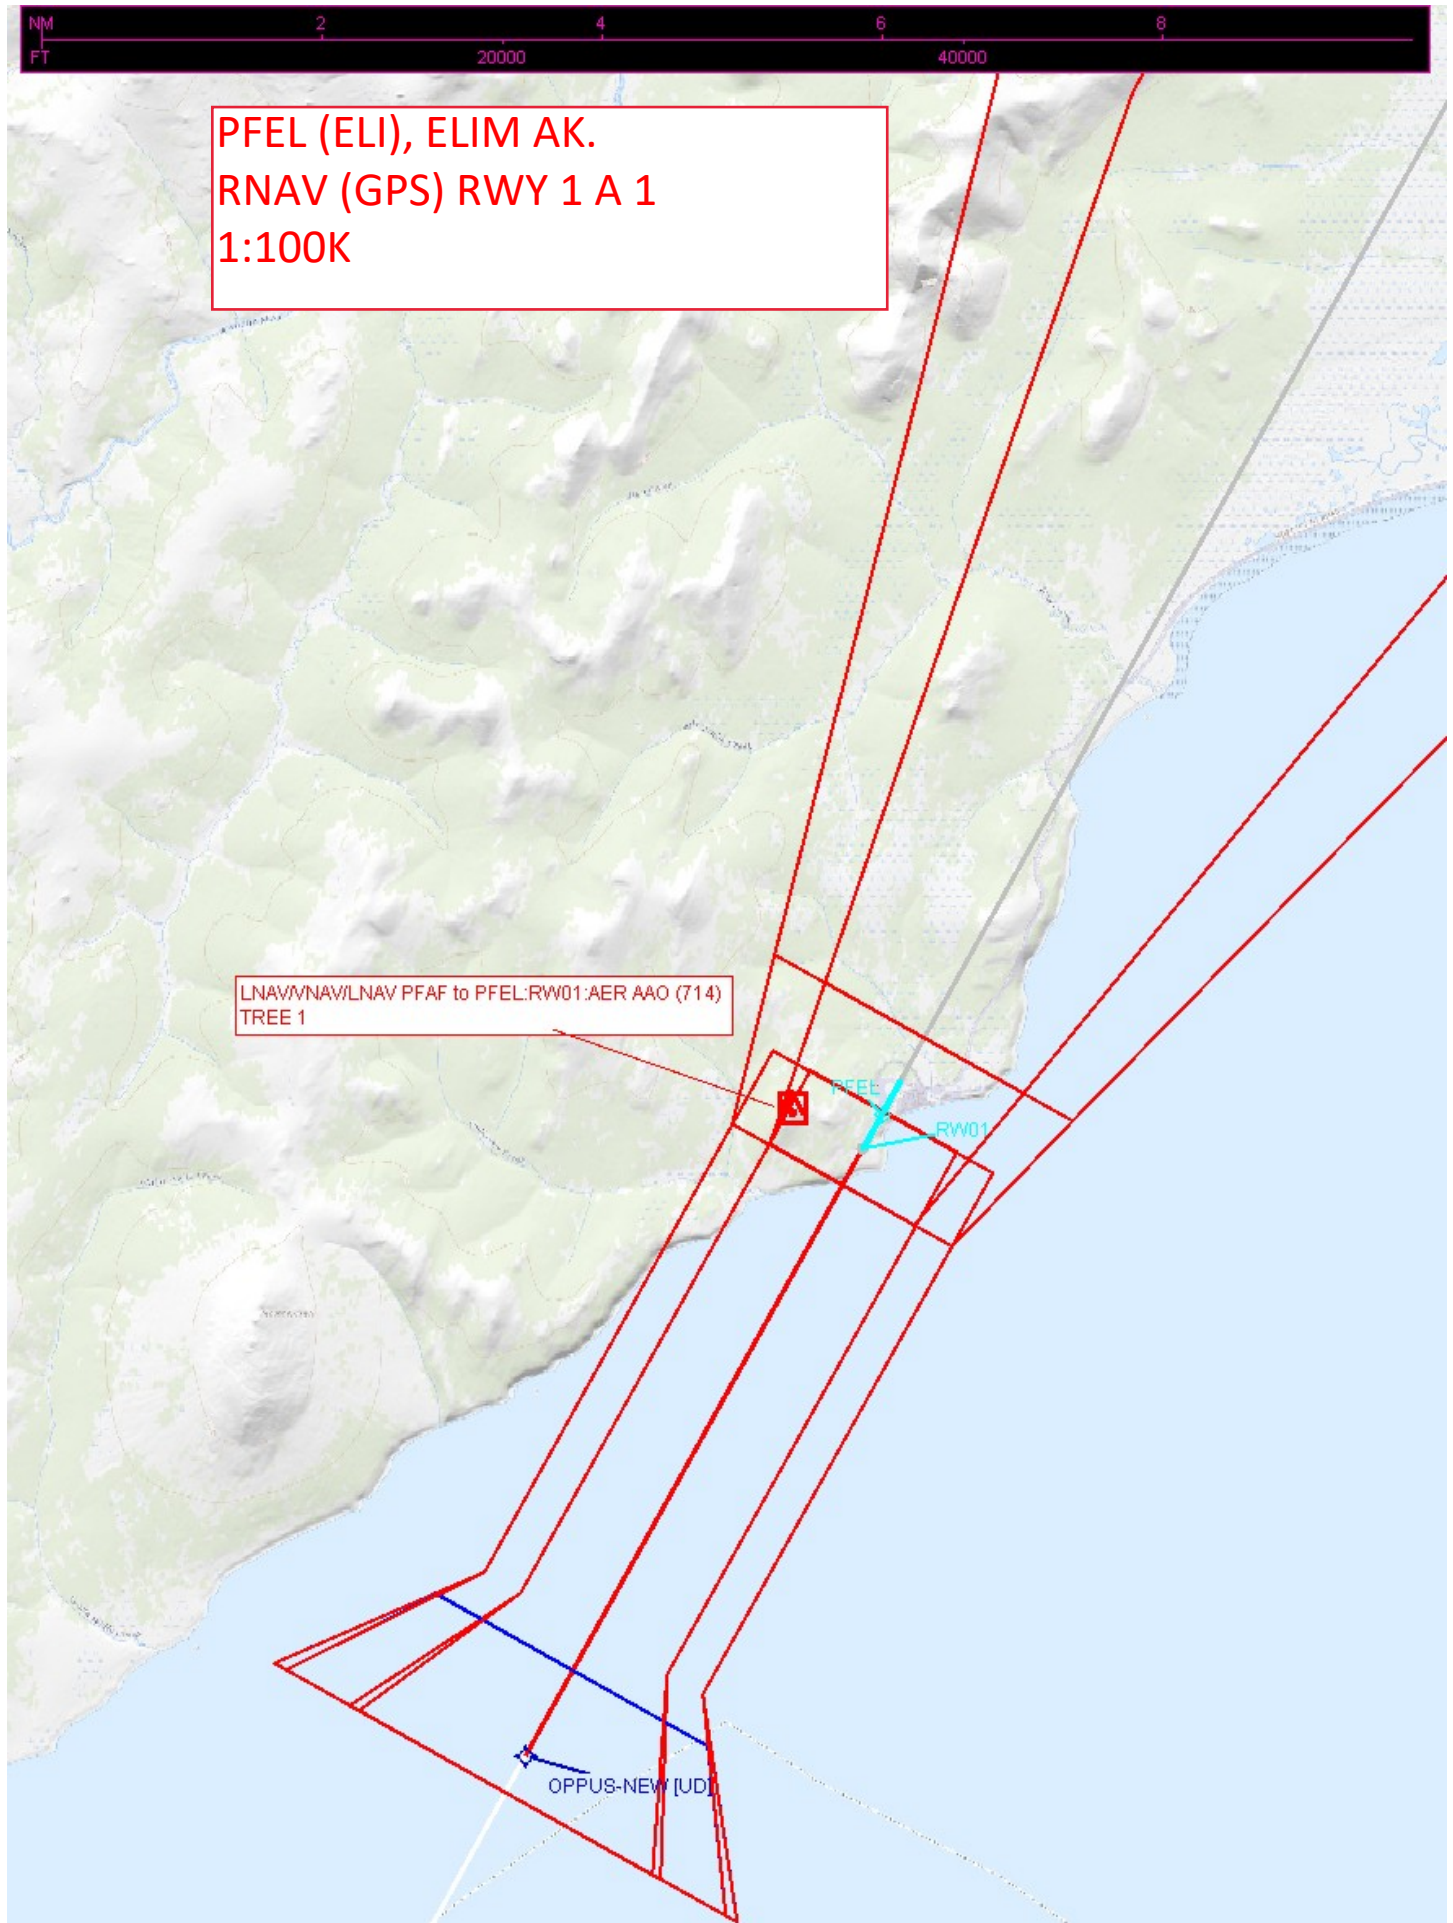 NM 2 4 6 8
FT 20000 40000
PFEL (ELI), ELIM AK.
RNAV (GPS) RWY 1 A 1
1:100K
LNAV/VNAV/LNAV PFAF to PFEL:RW01:AER AAO (714)
TREE 1
PFEL
RW01
OPPUS-NEW [UD]